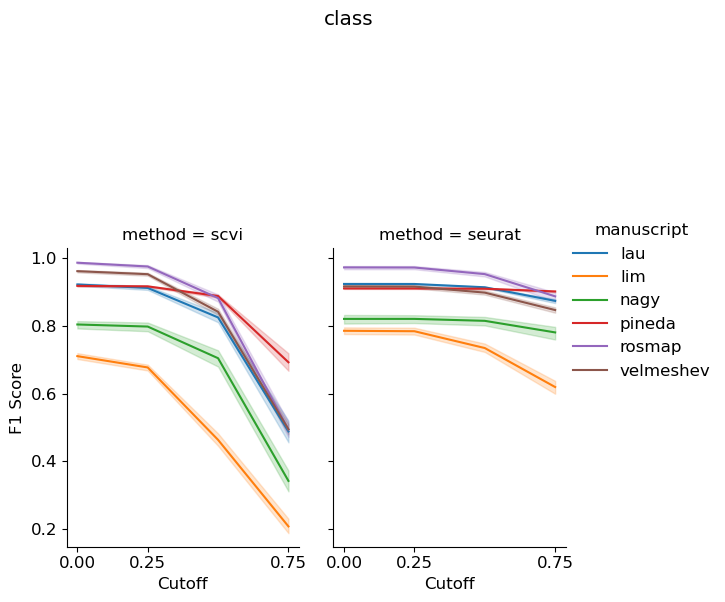 class
method = scvi
method = seurat
manuscript
lau
lim
nagy
pineda
rosmap
velmeshev
F1 Score
1.0
0.8
0.6
0.4
0.2
0.00
0.25
0.75
0.00
0.25
0.75
Cutoff
Cutoff